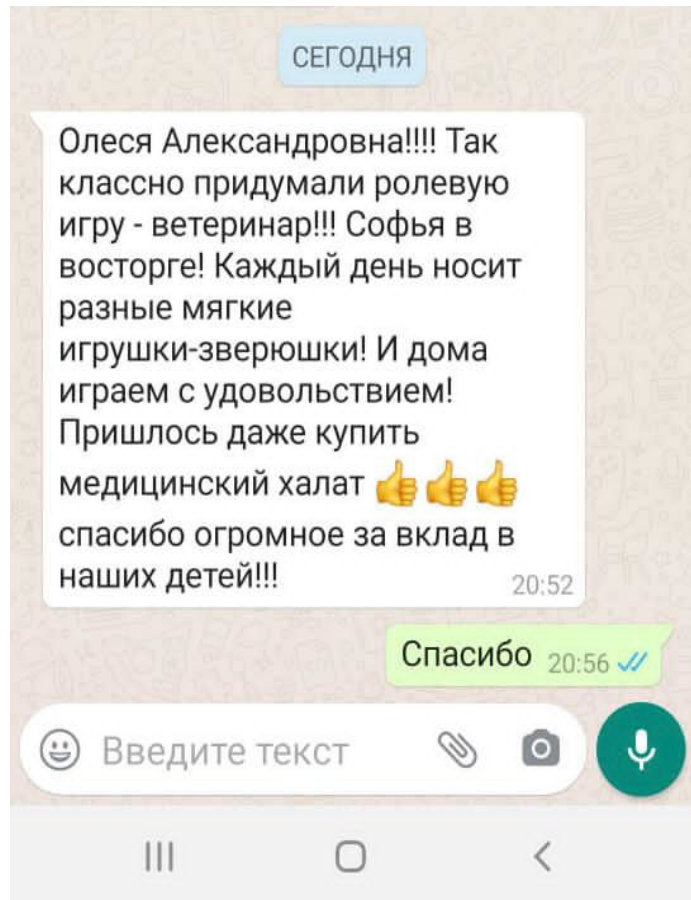 СЕГОДНЯ
Олеся Александровна!!!! Так
классно придумали ролевую
игру - ветеринар!!! Софья в
восторге! Каждый день носит
разные мягкие
игрушки-зверюшки! И дома
играем с удовольствием!
Пришлось даже купить
медицинский халат 👍👍👍
спасибо огромное за вклад в
наших детей!!!
20:52
Спасибо 20:56
Введите текст